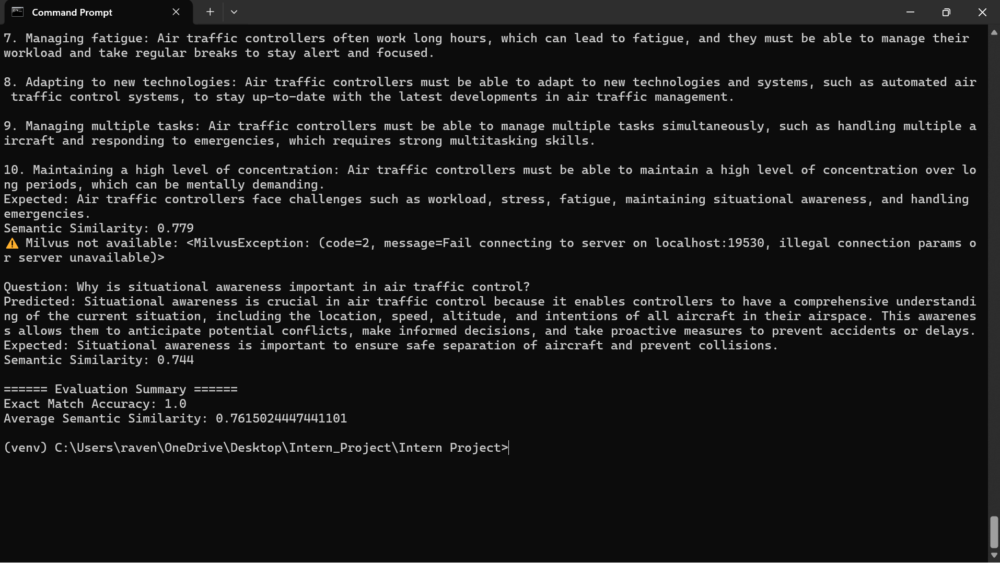 Command Prompt
7. Managing fatigue: Air traffic controllers often work long hours, which can lead to fatigue, and they must be able to manage their
workload and take regular breaks to stay alert and focused.
8. Adapting to new technologies: Air traffic controllers must be able to adapt to new technologies and systems, such as automated air
 traffic control systems, to stay up-to-date with the latest developments in air traffic management.
9. Managing multiple tasks: Air traffic controllers must be able to manage multiple tasks simultaneously, such as handling multiple a
ircraft and responding to emergencies, which requires strong multitasking skills.
10. Maintaining a high level of concentration: Air traffic controllers must be able to maintain a high level of concentration over lo
ng periods, which can be mentally demanding.
Expected: Air traffic controllers face challenges such as workload, stress, fatigue, maintaining situational awareness, and handling
emergencies.
Semantic Similarity: 0.779
⚠️ Milvus not available: <MilvusException: (code=2, message=Fail connecting to server on localhost:19530, illegal connection params o
r server unavailable)>
Question: Why is situational awareness important in air traffic control?
Predicted: Situational awareness is crucial in air traffic control because it enables controllers to have a comprehensive understandi
ng of the current situation, including the location, speed, altitude, and intentions of all aircraft in their airspace. This awarenes
s allows them to anticipate potential conflicts, make informed decisions, and take proactive measures to prevent accidents or delays.
Expected: Situational awareness is important to ensure safe separation of aircraft and prevent collisions.
Semantic Similarity: 0.744
====== Evaluation Summary ======
Exact Match Accuracy: 1.0
Average Semantic Similarity: 0.7615024447441101
(venv) C:\Users\raven\OneDrive\Desktop\Intern_Project\Intern Project>